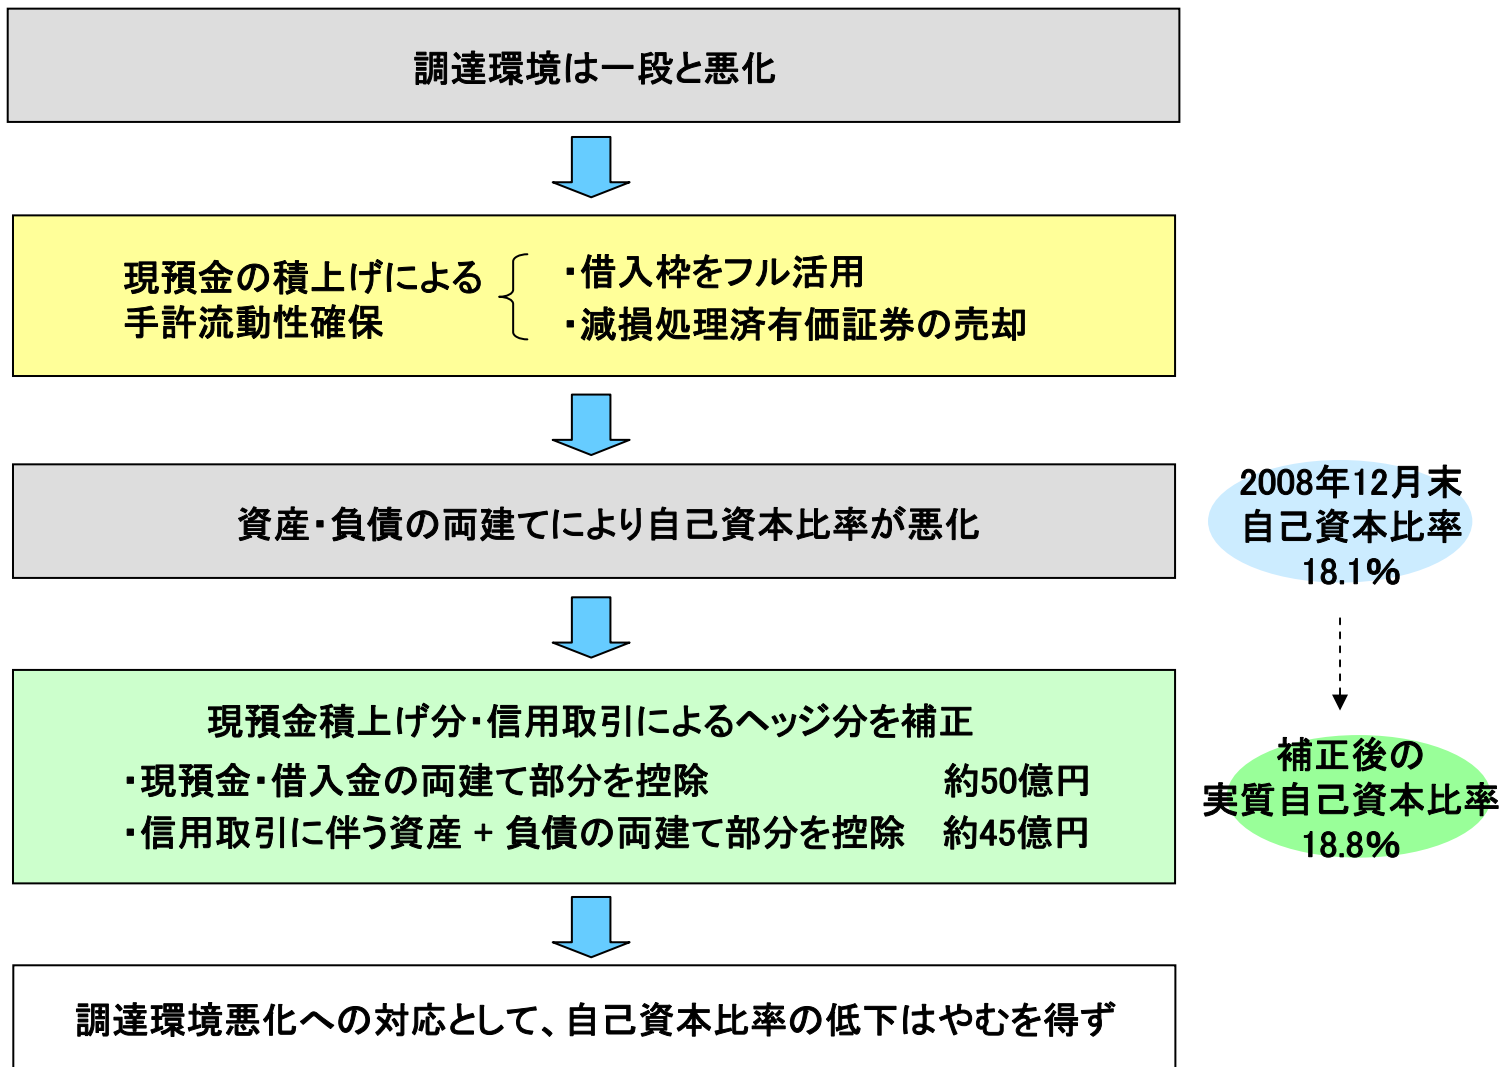 調達環境は一段と悪化
現預金の積上げによる
手許流動性確保
・借入枠をフル活用
・減損処理済有価証券の売却
資産・負債の両建てにより自己資本比率が悪化
2008年12月末
自己資本比率
18.1%
現預金積上げ分・信用取引によるヘッジ分を補正
・現預金・借入金の両建て部分を控除 約50億円
・信用取引に伴う資産 + 負債の両建て部分を控除 約45億円
補正後の
実質自己資本比率
18.8%
調達環境悪化への対応として、自己資本比率の低下はやむを得ず